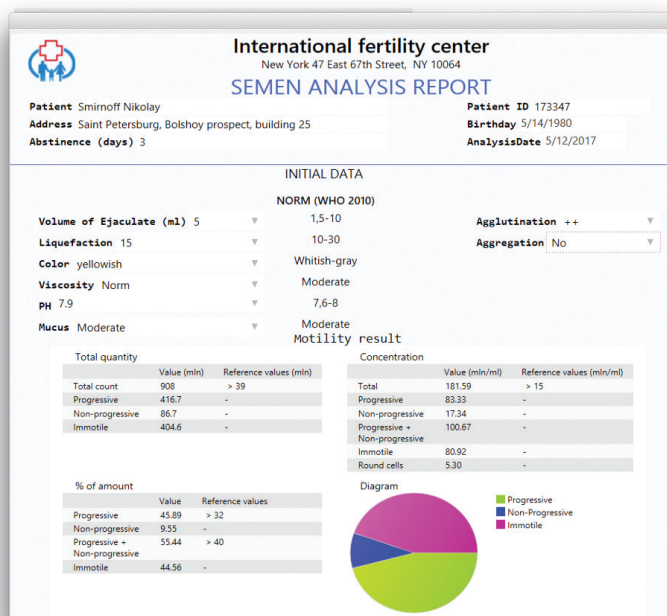 International fertility center
New York 47 East 67th Street, NY 10064
SEMEN ANALYSIS REPORT
Patient Smirnoff Nikolay
Patient ID 173347
Address Saint Petersburg, Bolshoy prospect, building 25
Birthday 5/14/1980
Abstinence (days) 3
AnalysisDate 5/12/2017
INITIAL DATA
NORM (WHO 2010)
Volume of Ejaculate (ml) 5 1,5-10 Agglutination ++
Liquefaction 15 10-30 Aggregation No
Color yellowish Whitish-gray
Viscosity Norm Moderate
PH 7.9 7,6-8
Mucus Moderate Moderate
Motility result
Total quantity
Value (mln) Reference values (mln)
Total count 908 > 39
Progressive 416.7 -
Non-progressive 86.7 -
Immotile 404.6 -
Concentration
Value (mln/ml) Reference values (mln/ml)
Total 181.59 > 15
Progressive 83.33 -
Non-progressive 17.34 -
Progressive + 100.67 -
Non-progressive
Immotile 80.92 -
Round cells 5.30 -
% of amount
Value Reference values
Progressive 45.89 > 32
Non-progressive 9.55 -
Progressive + 55.44 > 40
Non-progressive
Immotile 44.56 -
Diagram
Progressive
Non-Progressive
Immotile